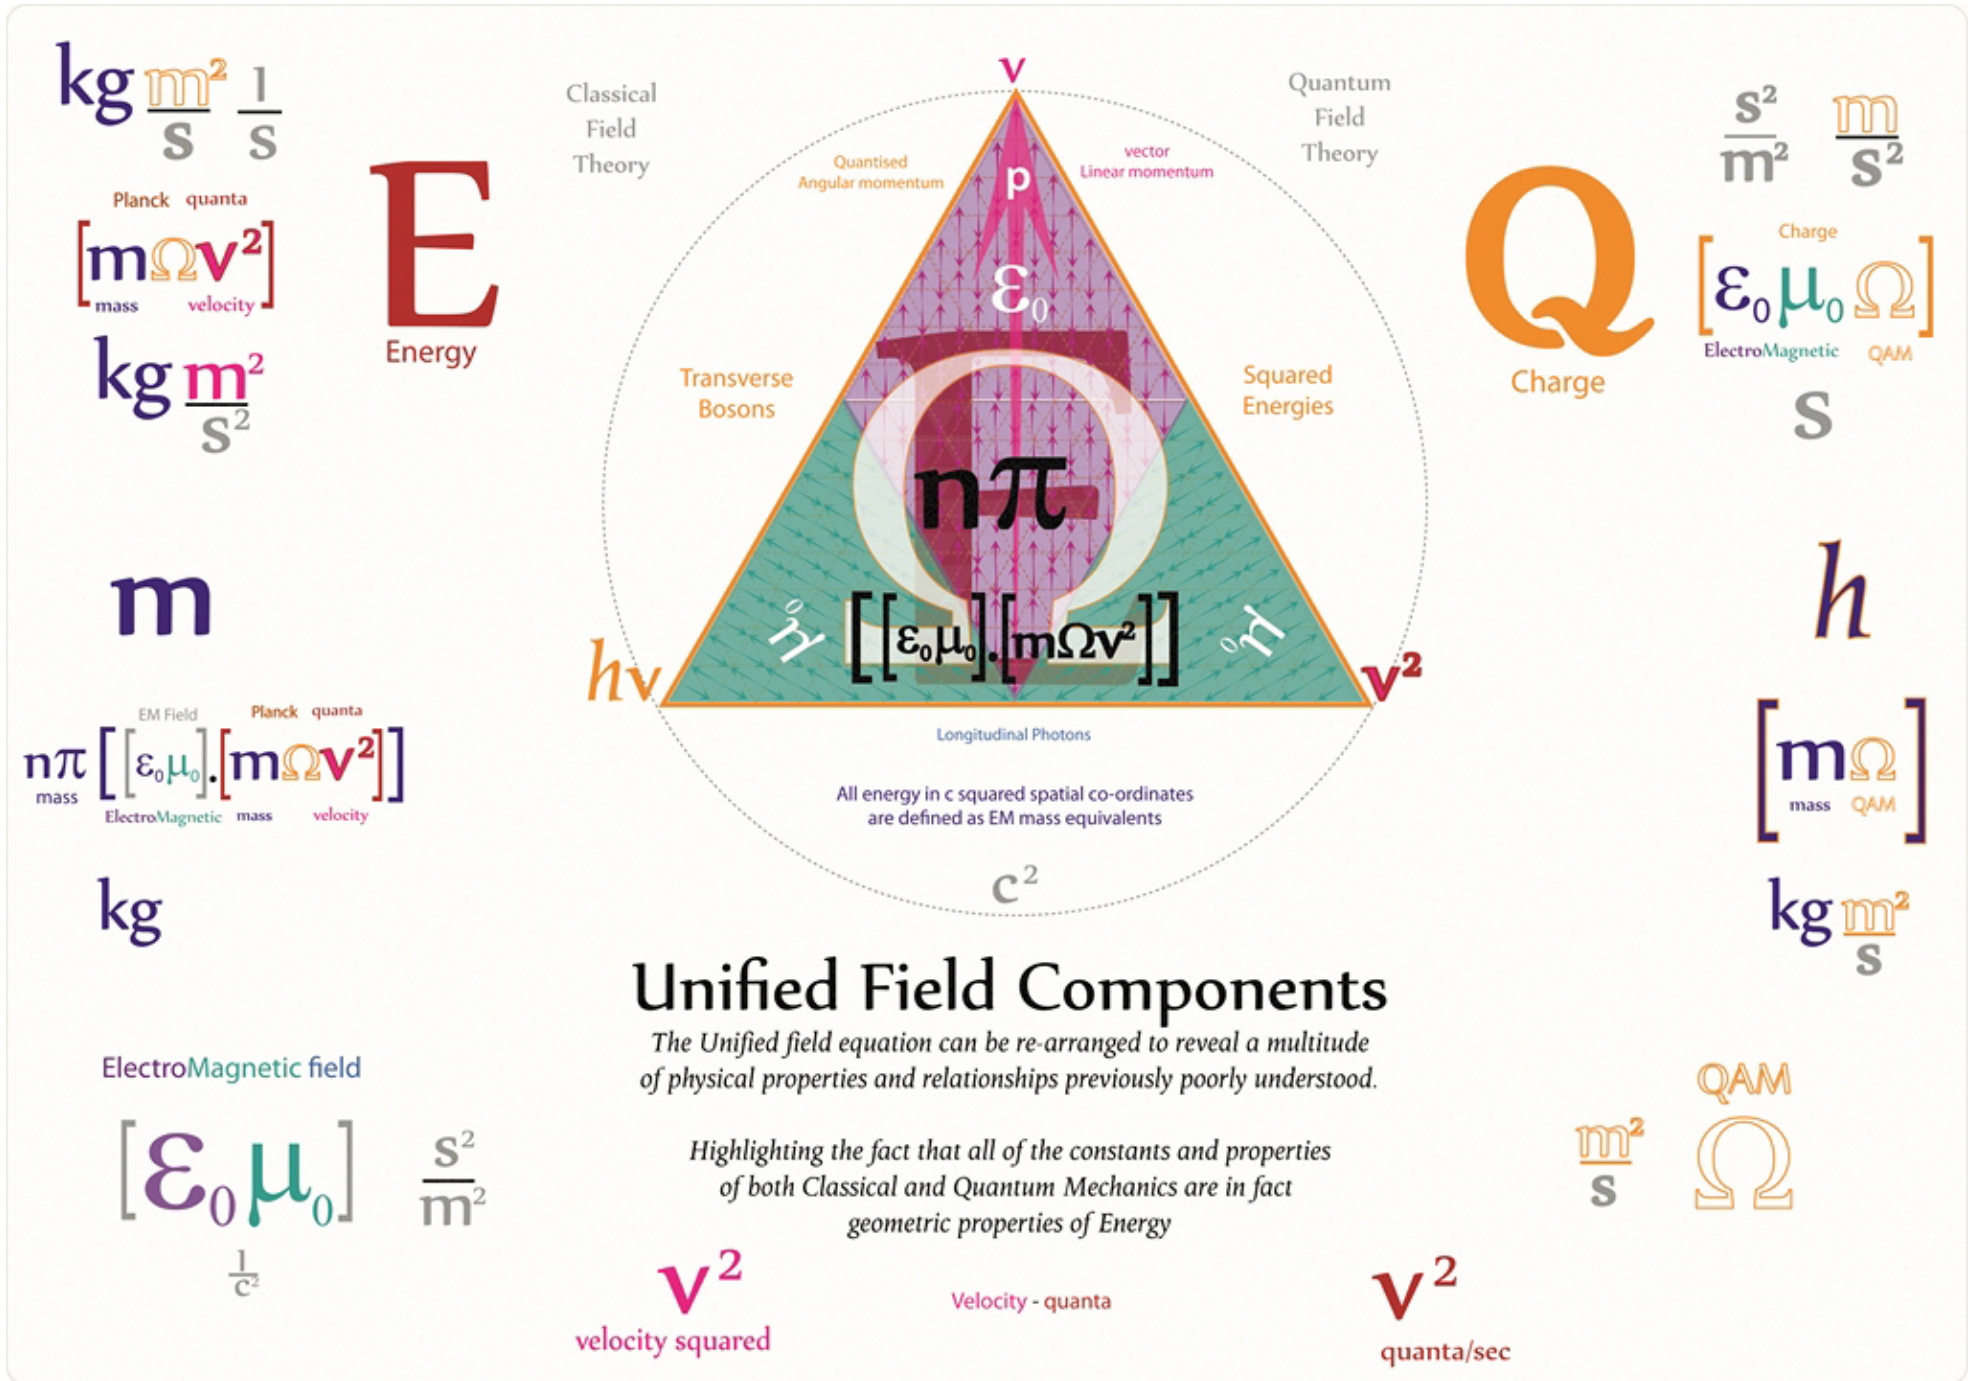 kg m²/s 1/s
Planck quanta
[mΩv²]
mass velocity
kg m²/s²
E
Energy
m
EM Field Planck quanta
nπ[[ε₀μ₀].[mΩv²]]
mass ElectroMagnetic mass velocity
kg
ElectroMagnetic field
[ε₀μ₀] s²/m²
1/c²
Classical
Field
Theory
Quantum
Field
Theory
v
Quantised
Angular momentum
vector
Linear momentum
p
ε₀
Transverse
Bosons
Squared
Energies
E
Ω
nπ
μ₀
[[ε₀μ₀].[mΩv²]]
μ₀
hv
v²
Longitudinal Photons
All energy in c squared spatial co-ordinates
are defined as EM mass equivalents
c²
Unified Field Components
The Unified field equation can be re-arranged to reveal a multitude
of physical properties and relationships previously poorly understood.
Highlighting the fact that all of the constants and properties
of both Classical and Quantum Mechanics are in fact
geometric properties of Energy
v²
velocity squared
Velocity - quanta
v²
quanta/sec
s²/m² m/s²
Q
Charge
Charge
[ε₀μ₀Ω]
ElectroMagnetic QAM
s
h
[mΩ]
mass QAM
kg m²/s
QAM
m²/s Ω